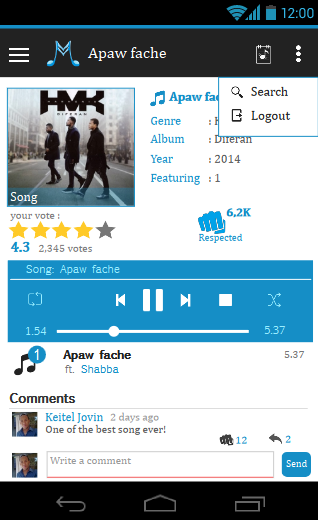 12:00
Apaw fache
Search
Logout
HMK
DIFERAN
Song
Apaw fac
Genre :
Album : Diferan
Year : 2014
Featuring : 1
your vote :
4.3 2,345 votes
6,2K
Respected
Song: Apaw fache
1.54 5.37
1 Apaw fache 5.37
ft. Shabba
Comments
Keitel Jovin 2 days ago
One of the best song ever!
12 2
Write a comment
Send